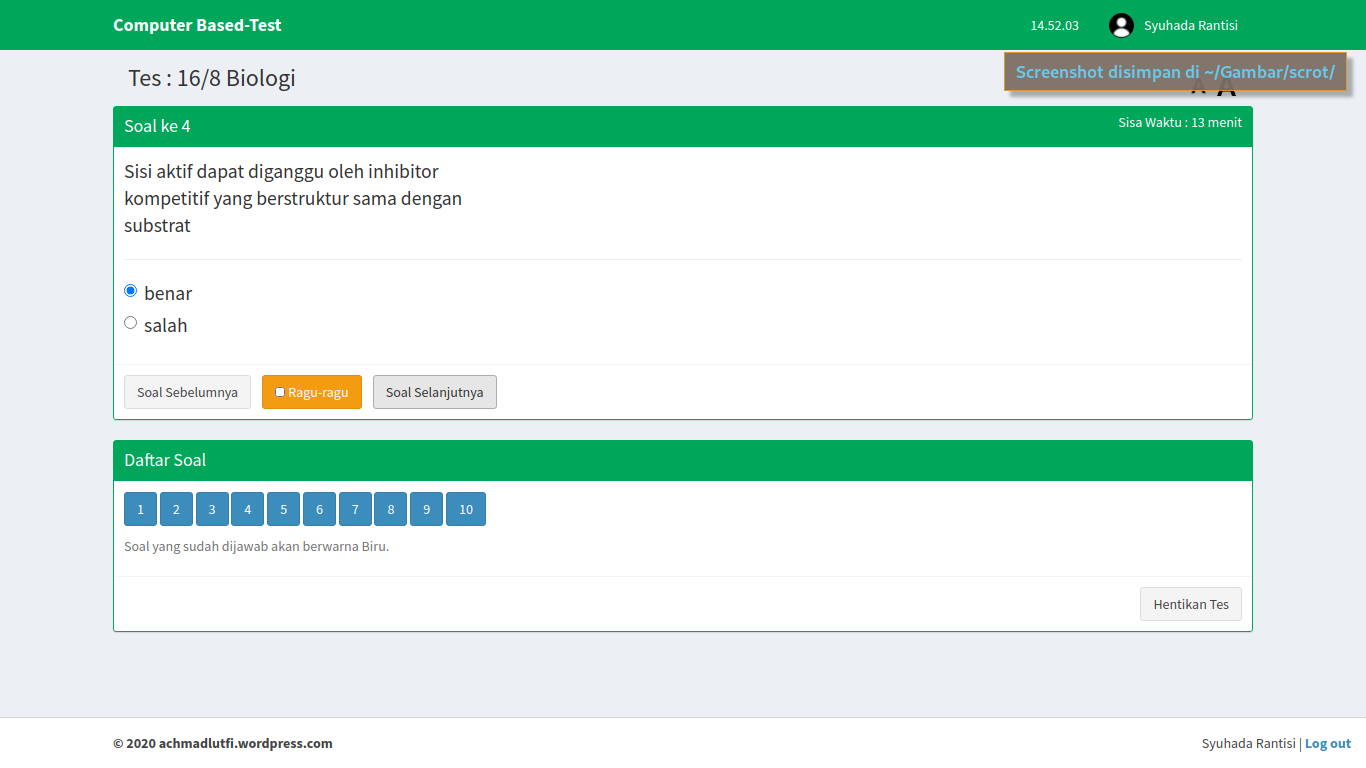 Computer Based-Test
14.52.03
Syuhada Rantisi
Tes : 16/8 Biologi
Screenshot disimpan di ~/Gambar/scrot/
A A
Soal ke 4
Sisa Waktu : 13 menit
Sisi aktif dapat diganggu oleh inhibitor
kompetitif yang berstruktur sama dengan
substrat
benar
salah
Soal Sebelumnya
Ragu-ragu
Soal Selanjutnya
Daftar Soal
1 2 3 4 5 6 7 8 9 10
Soal yang sudah dijawab akan berwarna Biru.
Hentikan Tes
© 2020 achmadlutfi.wordpress.com
Syuhada Rantisi | Log out